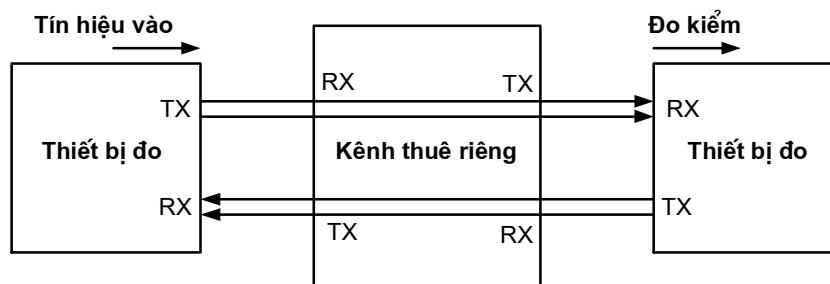 Tín hiệu vào
Đo kiểm
RX TX
TX RX
Thiết bị đo Kênh thuê riêng Thiết bị đo
RX TX
TX RX